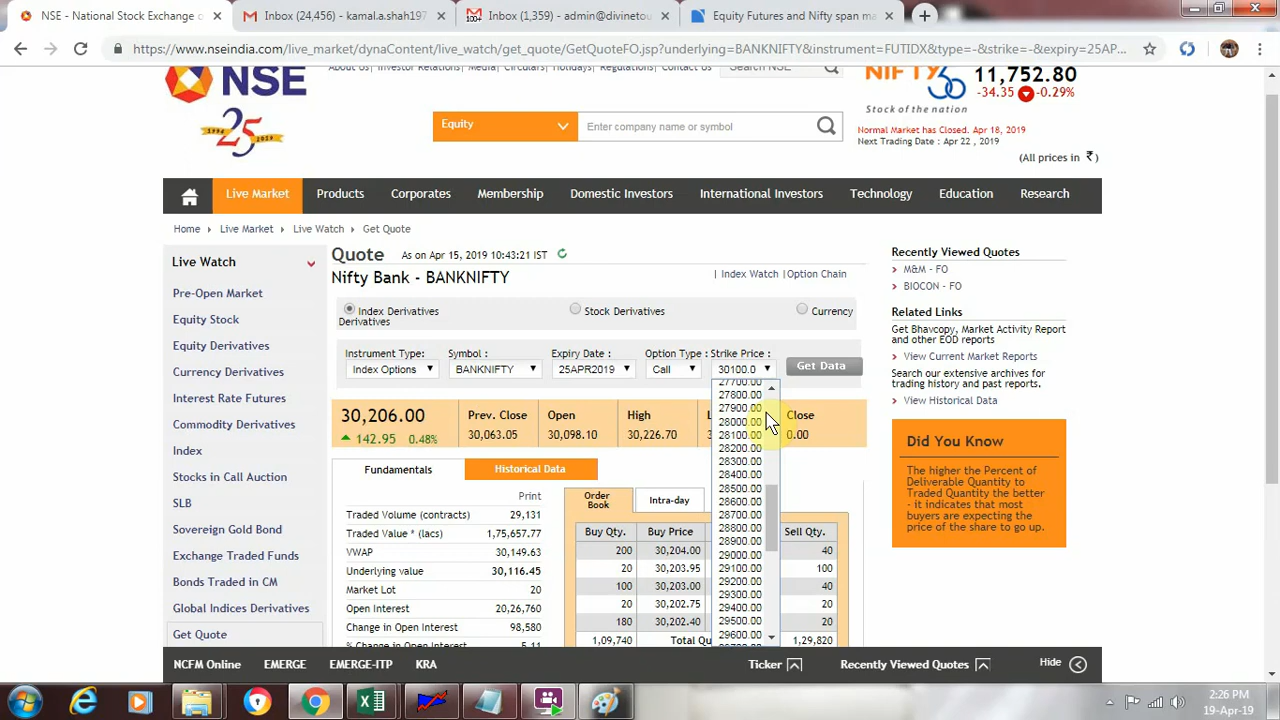 NSE - National Stock Exchange o
Inbox (24,456) - kamal.a.shah197
Inbox (1,359) - admin@divinetou
Equity Futures and Nifty span ma
https://www.nseindia.com/live_market/dynaContent/live_watch/get_quote/GetQuoteFO.jsp?underlying=BANKNIFTY&instrument=FUTIDX&type=-&strike=-&expiry=25AP...
About Us Investor Relations Media Circulars Holidays Regulations Contact Us
Search NSE
NSE
25
1994
NIFTY 50
Stock of the nation
11,752.80
-34.35 -0.29%
Equity
Enter company name or symbol
Normal Market has Closed. Apr 18, 2019
Next Trading Date : Apr 22 , 2019
(All prices in ₹ )
Live Market Products Corporates Membership Domestic Investors International Investors Technology Education Research
Home Live Market Live Watch Get Quote
Live Watch
Pre-Open Market
Equity Stock
Equity Derivatives
Currency Derivatives
Interest Rate Futures
Commodity Derivatives
Index
Stocks in Call Auction
SLB
Sovereign Gold Bond
Exchange Traded Funds
Bonds Traded in CM
Global Indices Derivatives
Get Quote
Quote As on Apr 15, 2019 10:43:21 IST
Nifty Bank - BANKNIFTY
| Index Watch |Option Chain
Index Derivatives Stock Derivatives Currency
Derivatives
Instrument Type: Symbol : Expiry Date : Option Type : Strike Price :
Index Options BANKNIFTY 25APR2019 Call 30100.0 Get Data
27700.00
27800.00
27900.00
28000.00
28100.00
28200.00
28300.00
28400.00
28500.00
28600.00
28700.00
28800.00
28900.00
29000.00
29100.00
29200.00
29300.00
29400.00
29500.00
29600.00
30,206.00 Prev. Close Open High L Close
142.95 0.48% 30,063.05 30,098.10 30,226.70 3 0.00
Fundamentals Historical Data
Print
Traded Volume (contracts) 29,131
Traded Value * (lacs) 1,75,657.77
VWAP 30,149.63
Underlying value 30,116.45
Market Lot 20
Open Interest 20,26,760
Change in Open Interest 98,580
% Change in Open Interest 5.11
Order Book Intra-day
Buy Qty. Buy Price Sell Qty.
200 30,204.00 40
20 30,203.95 100
100 30,203.00 40
20 30,202.75 20
180 30,202.40 20
1,09,740 Total Qu 1,29,820
Recently Viewed Quotes
M&M - FO
BIOCON - FO
Related Links
Get Bhavcopy, Market Activity Report
and other EOD reports
View Current Market Reports
Search our extensive archives for
trading history and past reports.
View Historical Data
Did You Know
The higher the Percent of
Deliverable Quantity to
Traded Quantity the better
- it indicates that most
buyers are expecting the
price of the share to go up.
NCFM Online EMERGE EMERGE-ITP KRA Ticker Recently Viewed Quotes Hide
2:26 PM
19-Apr-19